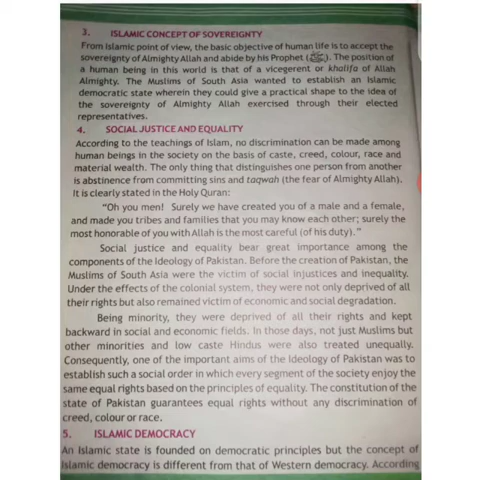 3. ISLAMIC CONCEPT OF SOVEREIGNTY
From Islamic point of view, the basic objective of human life is to accept the
sovereignty of Almighty Allah and abide by his Prophet (ﷺ). The position of
a human being in this world is that of a vicegerent or khalifa of Allah
Almighty. The Muslims of South Asia wanted to establish an Islamic
democratic state wherein they could give a practical shape to the idea of
the sovereignty of Almighty Allah exercised through their elected
representatives.
4. SOCIAL JUSTICE AND EQUALITY
According to the teachings of Islam, no discrimination can be made among
human beings in the society on the basis of caste, creed, colour, race and
material wealth. The only thing that distinguishes one person from another
is abstinence from committing sins and taqwah (the fear of Almighty Allah).
It is clearly stated in the Holy Quran:
"Oh you men! Surely we have created you of a male and a female,
and made you tribes and families that you may know each other; surely the
most honorable of you with Allah is the most careful (of his duty)."
Social justice and equality bear great importance among the
components of the Ideology of Pakistan. Before the creation of Pakistan, the
Muslims of South Asia were the victim of social injustices and inequality.
Under the effects of the colonial system, they were not only deprived of all
their rights but also remained victim of economic and social degradation.
Being minority, they were deprived of all their rights and kept
backward in social and economic fields. In those days, not just Muslims but
other minorities and low caste Hindus were also treated unequally.
Consequently, one of the important aims of the Ideology of Pakistan was to
establish such a social order in which every segment of the society enjoy the
same equal rights based on the principles of equality. The constitution of the
state of Pakistan guarantees equal rights without any discrimination of
creed, colour or race.
5. ISLAMIC DEMOCRACY
An Islamic state is founded on democratic principles but the concept of
Islamic democracy is different from that of Western democracy. According